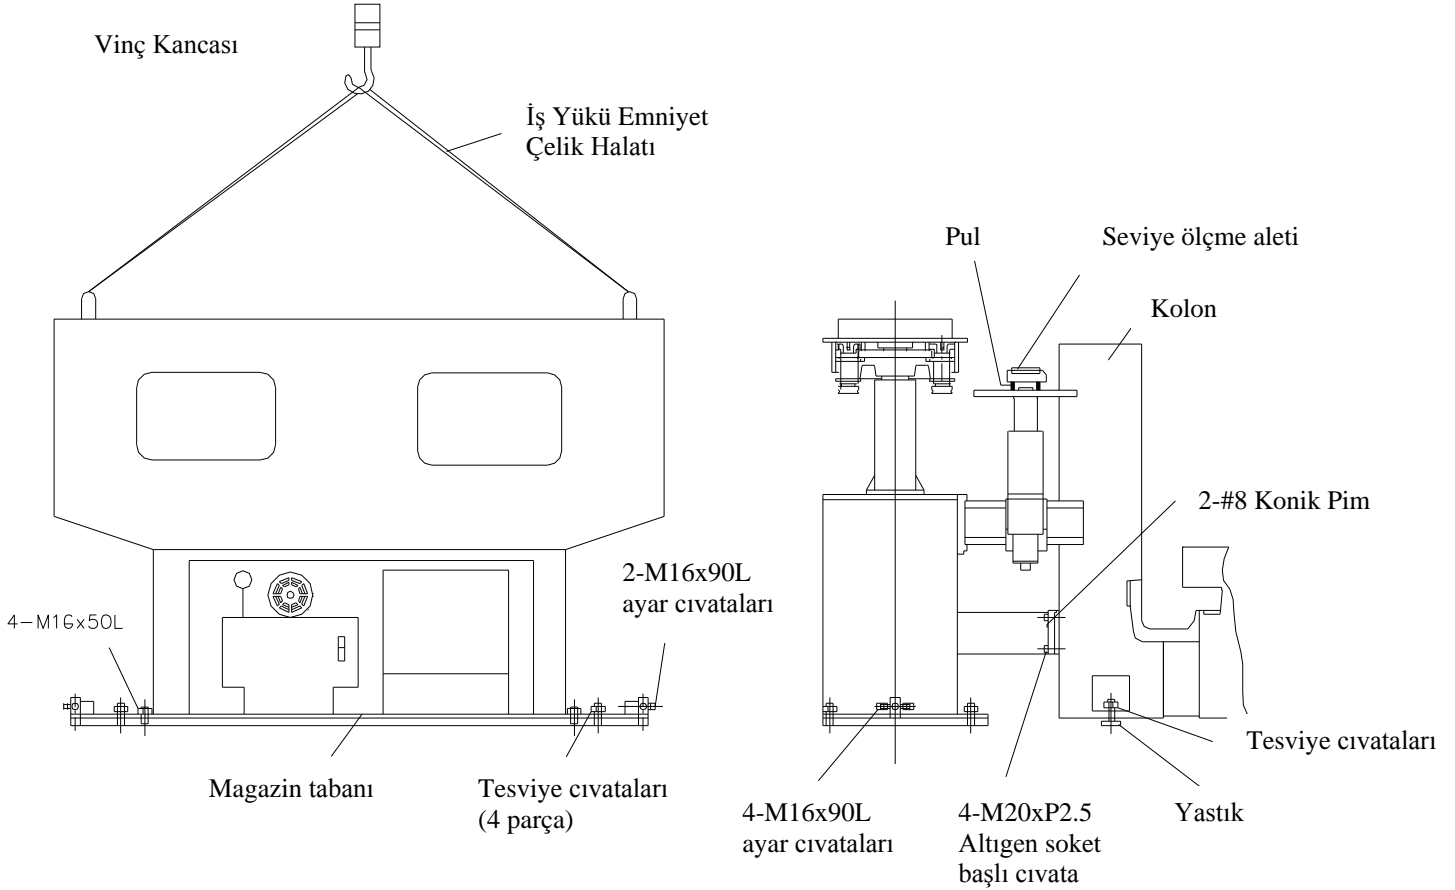 Vinç Kancası
İş Yükü Emniyet
Çelik Halatı
Pul
Seviye ölçme aleti
Kolon
2-#8 Konik Pim
2-M16x90L
ayar cıvataları
4-M16x50L
Magazin tabanı
Tesviye cıvataları
(4 parça)
4-M16x90L
ayar cıvataları
4-M20xP2.5
Altıgen soket
başlı cıvata
Yastık
Tesviye cıvataları